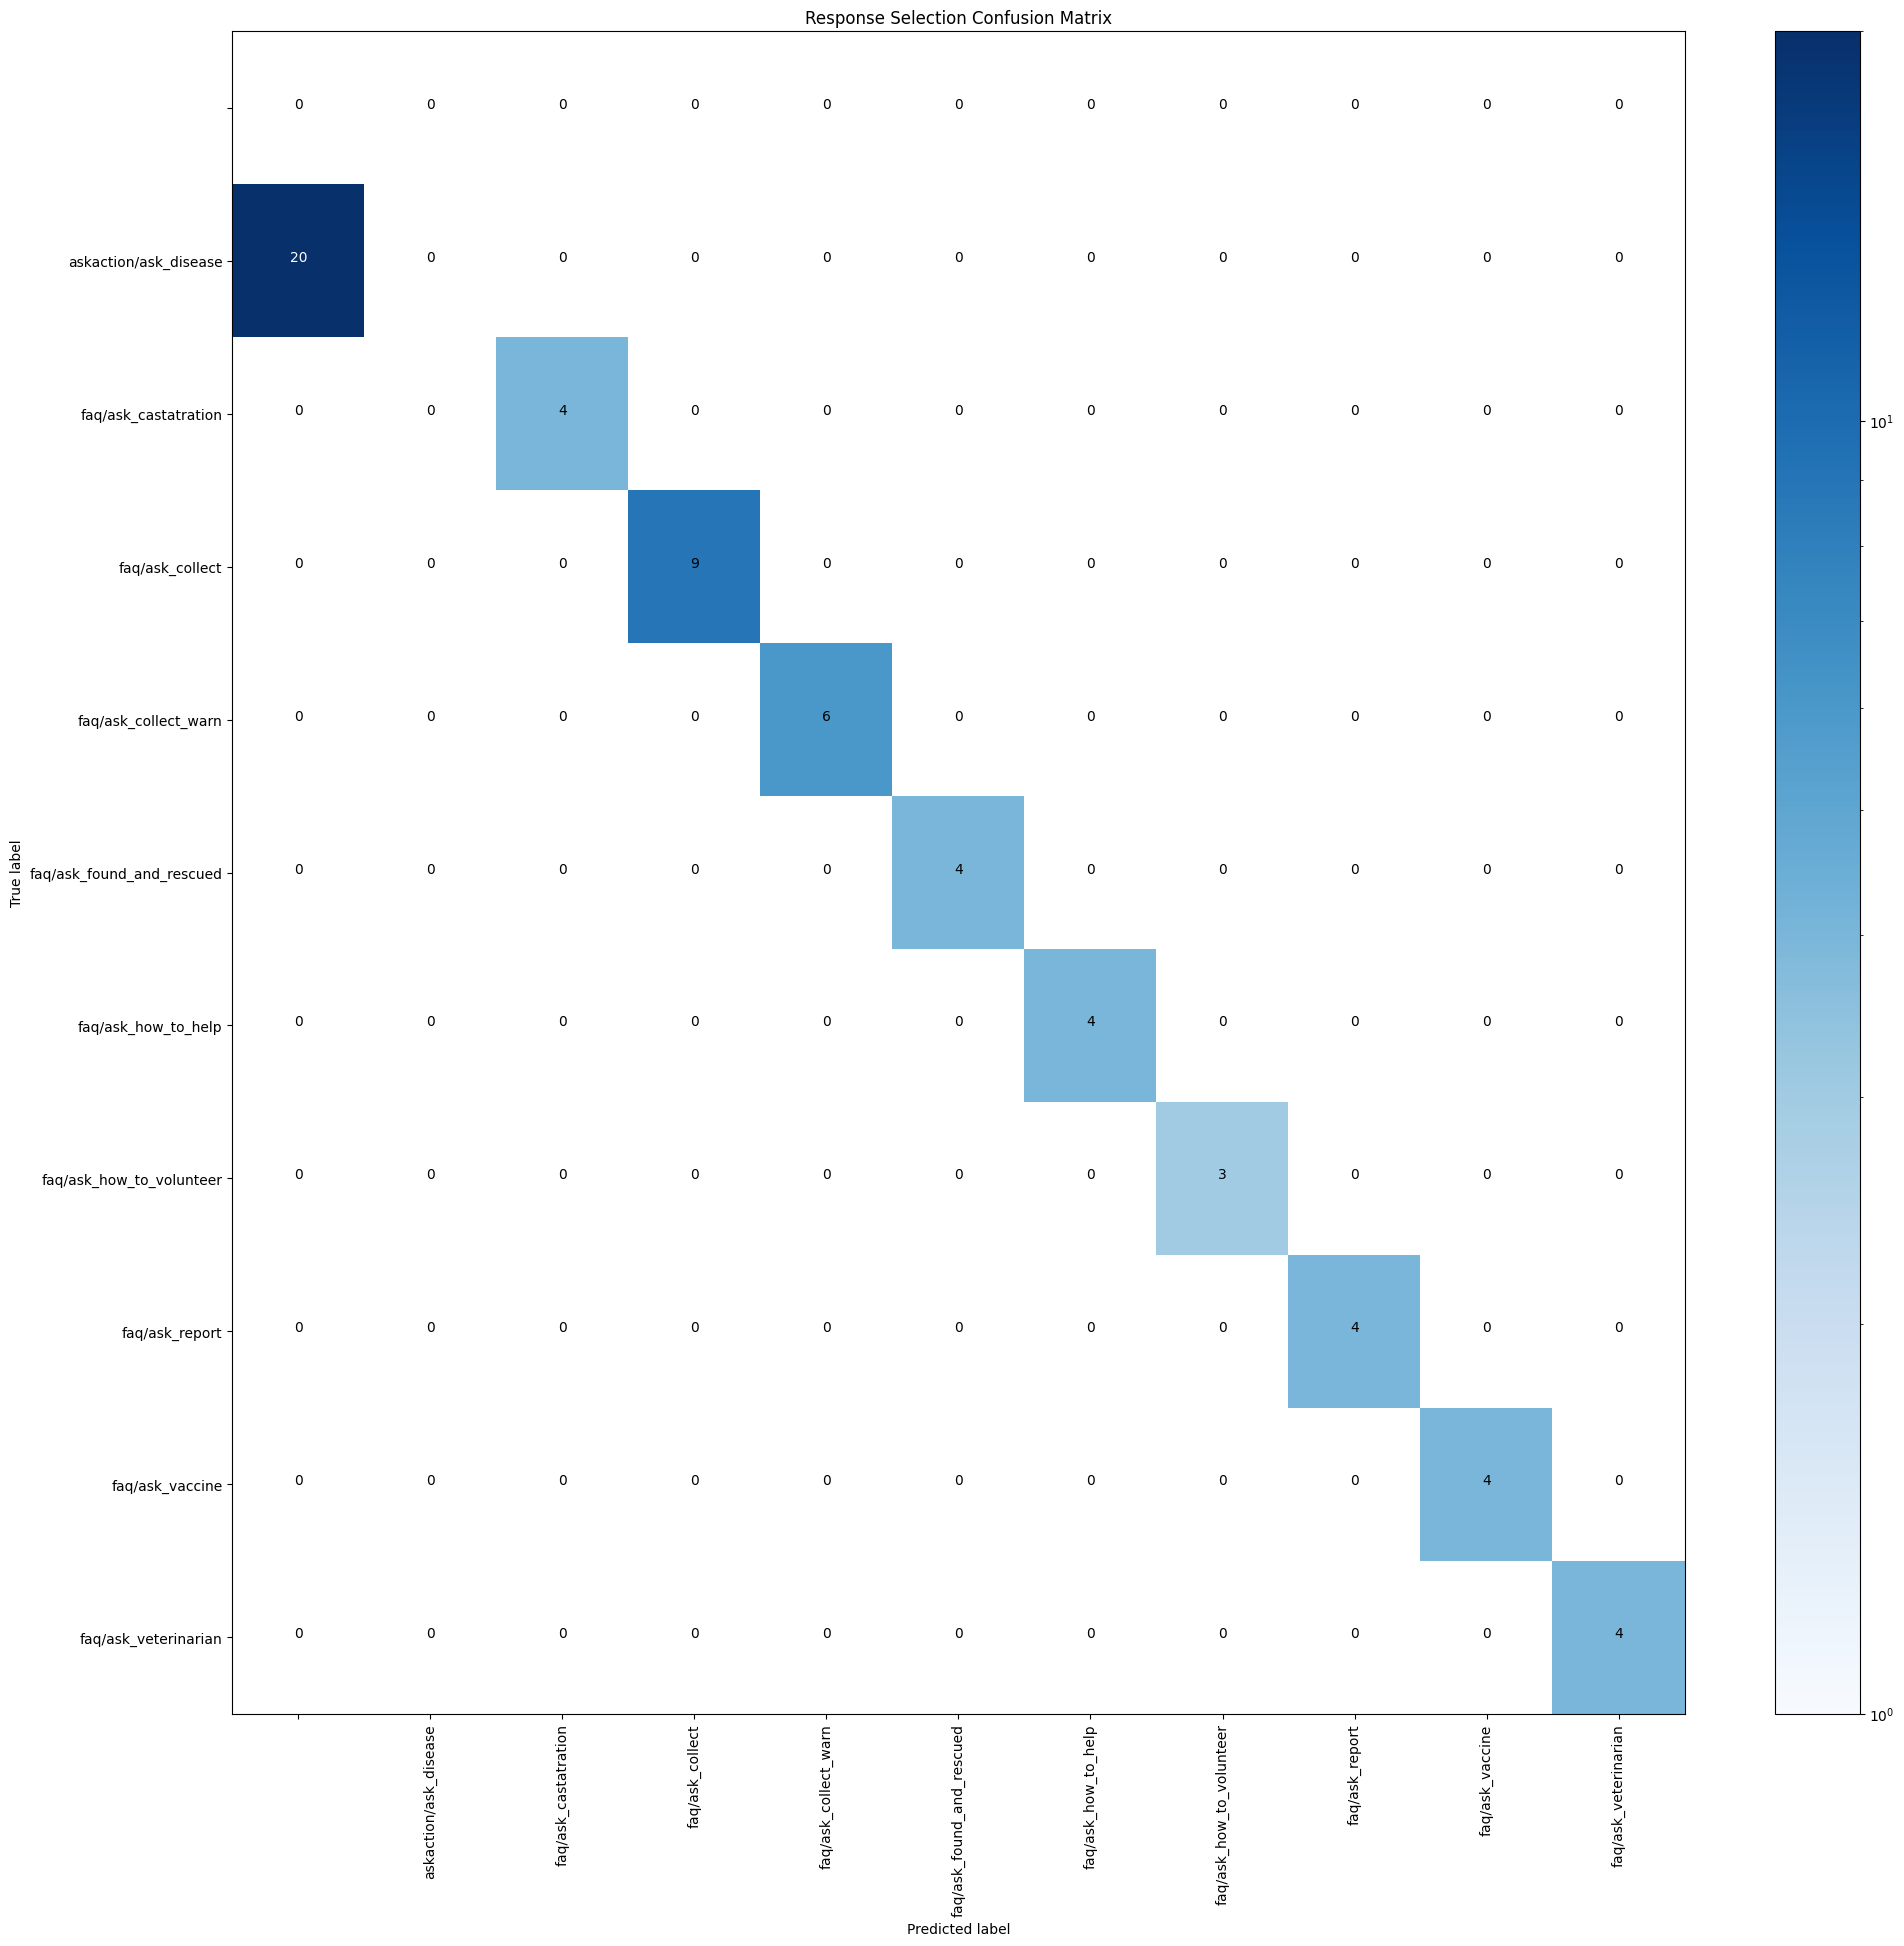 Response Selection Confusion Matrix
0 0 0 0 0 0 0 0 0 0 0
askaction/ask_disease 20 0 0 0 0 0 0 0 0 0 0
faq/ask_castatration 0 0 4 0 0 0 0 0 0 0 0
10¹
faq/ask_collect 0 0 0 9 0 0 0 0 0 0 0
faq/ask_collect_warn 0 0 0 0 6 0 0 0 0 0 0
True label
faq/ask_found_and_rescued 0 0 0 0 0 4 0 0 0 0 0
faq/ask_how_to_help 0 0 0 0 0 0 4 0 0 0 0
faq/ask_how_to_volunteer 0 0 0 0 0 0 0 3 0 0 0
faq/ask_report 0 0 0 0 0 0 0 0 4 0 0
faq/ask_vaccine 0 0 0 0 0 0 0 0 0 4 0
faq/ask_veterinarian 0 0 0 0 0 0 0 0 0 0 4
10⁰
askaction/ask_disease
faq/ask_castatration
faq/ask_collect
faq/ask_collect_warn
faq/ask_found_and_rescued
faq/ask_how_to_help
faq/ask_how_to_volunteer
faq/ask_report
faq/ask_vaccine
faq/ask_veterinarian
Predicted label